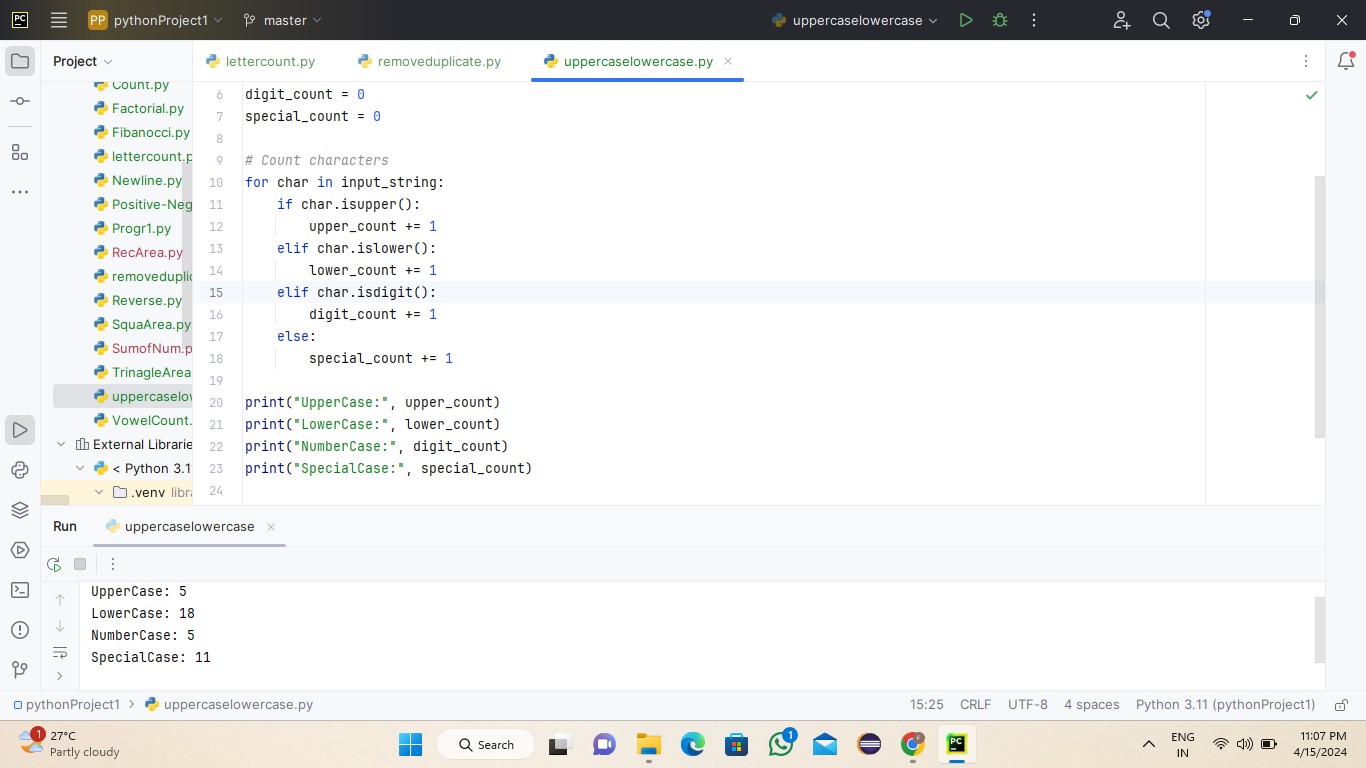 PC
PP pythonProject1
master
uppercaselowercase
Project
lettercount.py
removeduplicate.py
uppercaselowercase.py
Count.py
Factorial.py
Fibanocci.py
lettercount.p
Newline.py
Positive-Neg
Progr1.py
RecArea.py
removeduplic
Reverse.py
SquaArea.py
SumofNum.p
TrinagleArea
uppercaselow
VowelCount.
External Librarie
< Python 3.1
.venv libra
6 digit_count = 0
7 special_count = 0
8
9 # Count characters
10 for char in input_string:
11 if char.isupper():
12 upper_count += 1
13 elif char.islower():
14 lower_count += 1
15 elif char.isdigit():
16 digit_count += 1
17 else:
18 special_count += 1
19
20 print("UpperCase:", upper_count)
21 print("LowerCase:", lower_count)
22 print("NumberCase:", digit_count)
23 print("SpecialCase:", special_count)
24
Run
uppercaselowercase
UpperCase: 5
LowerCase: 18
NumberCase: 5
SpecialCase: 11
pythonProject1 > uppercaselowercase.py
15:25 CRLF UTF-8 4 spaces Python 3.11 (pythonProject1)
1
27°C
Partly cloudy
Search
1
PC
ENG
IN
11:07 PM
4/15/2024